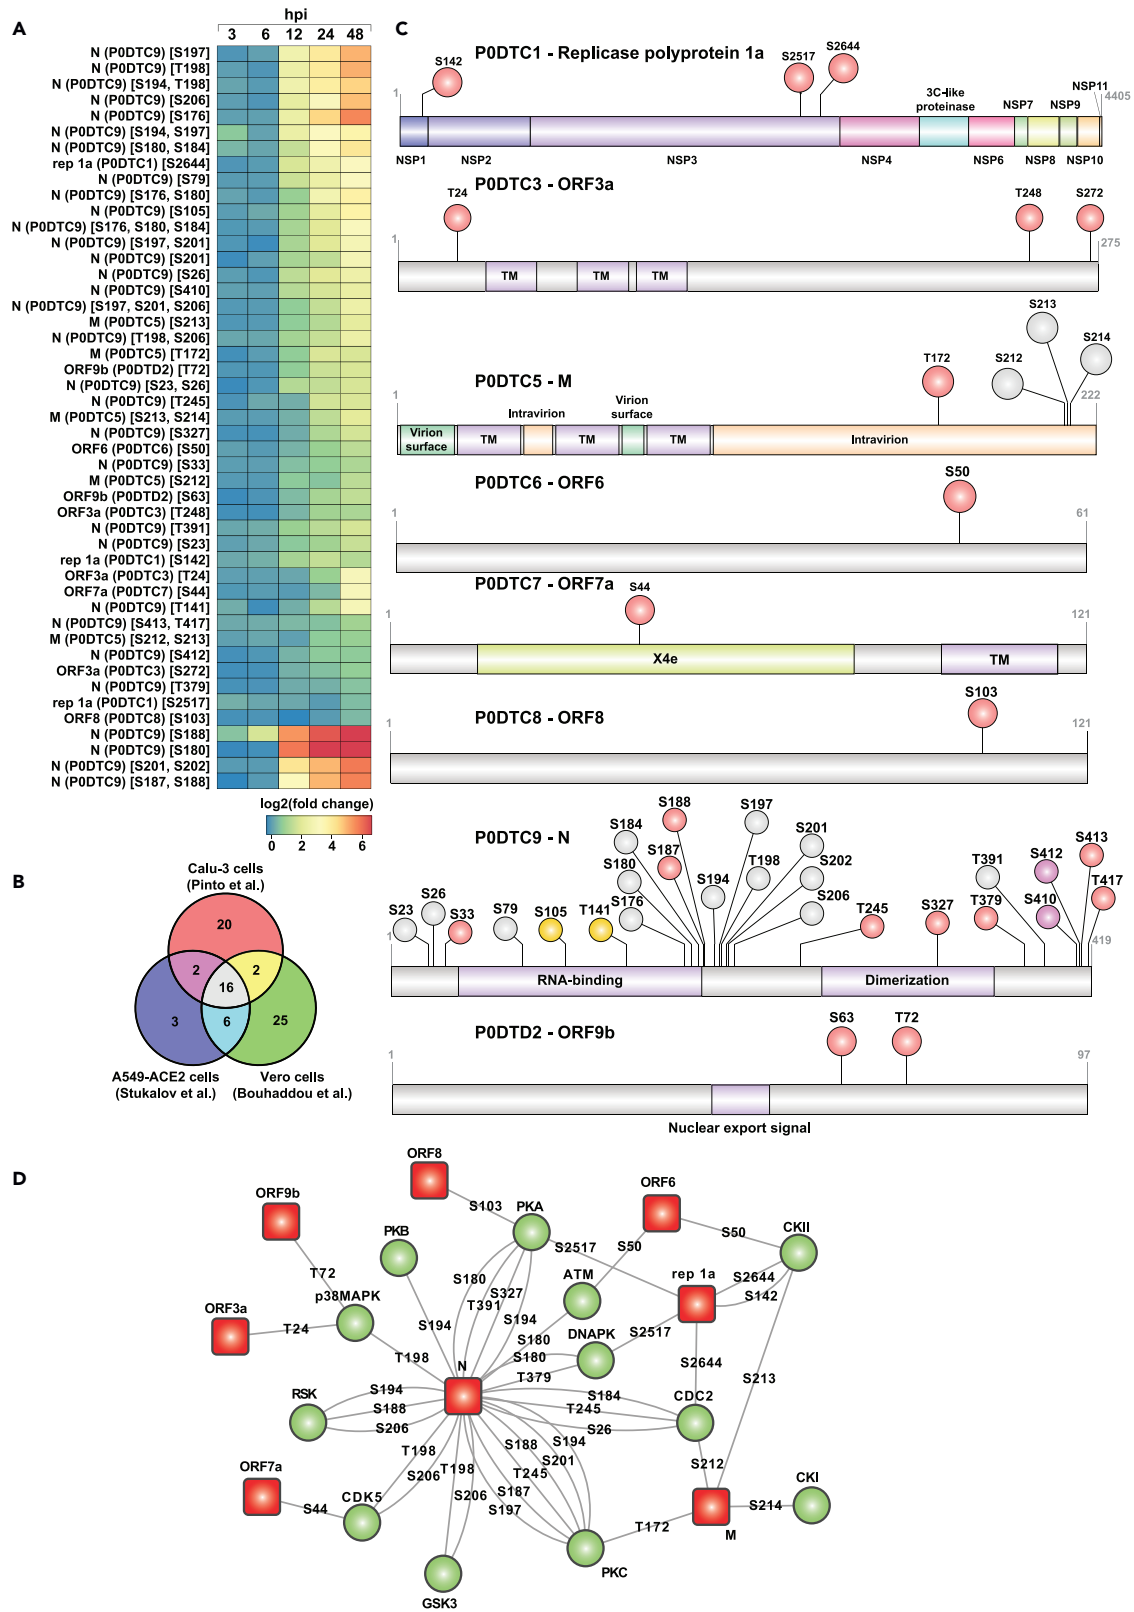 A
hpi
3 6 12 24 48
N (P0DTC9) [S197]
N (P0DTC9) [T198]
N (P0DTC9) [S194, T198]
N (P0DTC9) [S206]
N (P0DTC9) [S176]
N (P0DTC9) [S194, S197]
N (P0DTC9) [S180, S184]
rep 1a (P0DTC1) [S2644]
N (P0DTC9) [S79]
N (P0DTC9) [S176, S180]
N (P0DTC9) [S105]
N (P0DTC9) [S176, S180, S184]
N (P0DTC9) [S197, S201]
N (P0DTC9) [S201]
N (P0DTC9) [S26]
N (P0DTC9) [S410]
N (P0DTC9) [S197, S201, S206]
M (P0DTC5) [S213]
N (P0DTC9) [T198, S206]
M (P0DTC5) [T172]
ORF9b (P0DTD2) [T72]
N (P0DTC9) [S23, S26]
N (P0DTC9) [T245]
M (P0DTC5) [S213, S214]
N (P0DTC9) [S327]
ORF6 (P0DTC6) [S50]
N (P0DTC9) [S33]
M (P0DTC5) [S212]
ORF9b (P0DTD2) [S63]
ORF3a (P0DTC3) [T248]
N (P0DTC9) [T391]
N (P0DTC9) [S23]
rep 1a (P0DTC1) [S142]
ORF3a (P0DTC3) [T24]
ORF7a (P0DTC7) [S44]
N (P0DTC9) [T141]
N (P0DTC9) [S413, T417]
M (P0DTC5) [S212, S213]
N (P0DTC9) [S412]
ORF3a (P0DTC3) [S272]
N (P0DTC9) [T379]
rep 1a (P0DTC1) [S2517]
ORF8 (P0DTC8) [S103]
N (P0DTC9) [S188]
N (P0DTC9) [S180]
N (P0DTC9) [S201, S202]
N (P0DTC9) [S187, S188]
log2(fold change)
0 2 4 6
B
Calu-3 cells
(Pinto et al.)
20
2
2
16
3
6
25
A549-ACE2 cells
(Stukalov et al.)
Vero cells
(Bouhaddou et al.)
C
P0DTC1 - Replicase polyprotein 1a
S142
S2517
S2644
1
4405
3C-like
proteinase
NSP7
NSP9
NSP11
NSP1
NSP2
NSP3
NSP4
NSP6
NSP8
NSP10
P0DTC3 - ORF3a
T24
T248
S272
1
275
TM
TM
TM
P0DTC5 - M
T172
S212
S213
S214
1
222
Virion
surface
TM
Intravirion
TM
Virion
surface
TM
Intravirion
P0DTC6 - ORF6
S50
1
61
P0DTC7 - ORF7a
S44
1
121
X4e
TM
P0DTC8 - ORF8
S103
1
121
P0DTC9 - N
S23
S26
S33
S79
S105
T141
S176
S180
S184
S187
S188
S194
S197
T198
S201
S202
S206
T245
S327
T379
T391
S410
S412
S413
T417
1
419
RNA-binding
Dimerization
P0DTD2 - ORF9b
S63
T72
1
97
Nuclear export signal
D
ORF8
ORF9b
ORF6
PKA
PKB
CKII
S103
S2517
S50
S50
T72
ATM
rep 1a
S2644
S142
p38MAPK
S180
S327
T391
S194
S194
ORF3a
T24
S180
DNAPK
S2517
T198
N
S180
T379
S2644
S213
RSK
S194
S188
S206
S184
T245
S26
CDC2
T198
S206
T198
S206
S188
S194
S201
T245
S187
S197
S212
ORF7a
S44
CDK5
CKI
S214
T172
M
PKC
GSK3